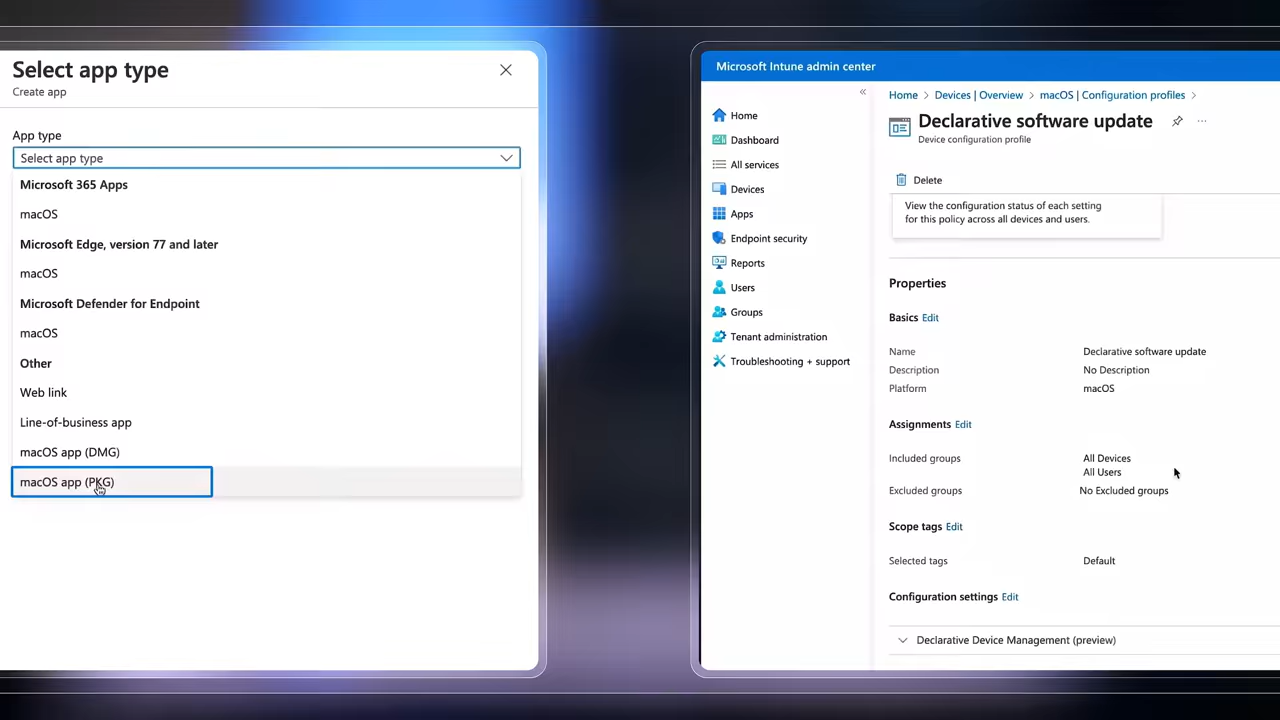 Select app type
Create app
App type
Select app type
Microsoft 365 Apps
macOS
Microsoft Edge, version 77 and later
macOS
Microsoft Defender for Endpoint
macOS
Other
Web link
Line-of-business app
macOS app (DMG)
macOS app (PKG)
Microsoft Intune admin center
Home
Dashboard
All services
Devices
Apps
Endpoint security
Reports
Users
Groups
Tenant administration
Troubleshooting + support
Home > Devices | Overview > macOS | Configuration profiles >
Declarative software update
Device configuration profile
Delete
View the configuration status of each setting
for this policy across all devices and users.
Properties
Basics Edit
Name Declarative software update
Description No Description
Platform macOS
Assignments Edit
Included groups All Devices
All Users
Excluded groups No Excluded groups
Scope tags Edit
Selected tags Default
Configuration settings Edit
Declarative Device Management (preview)